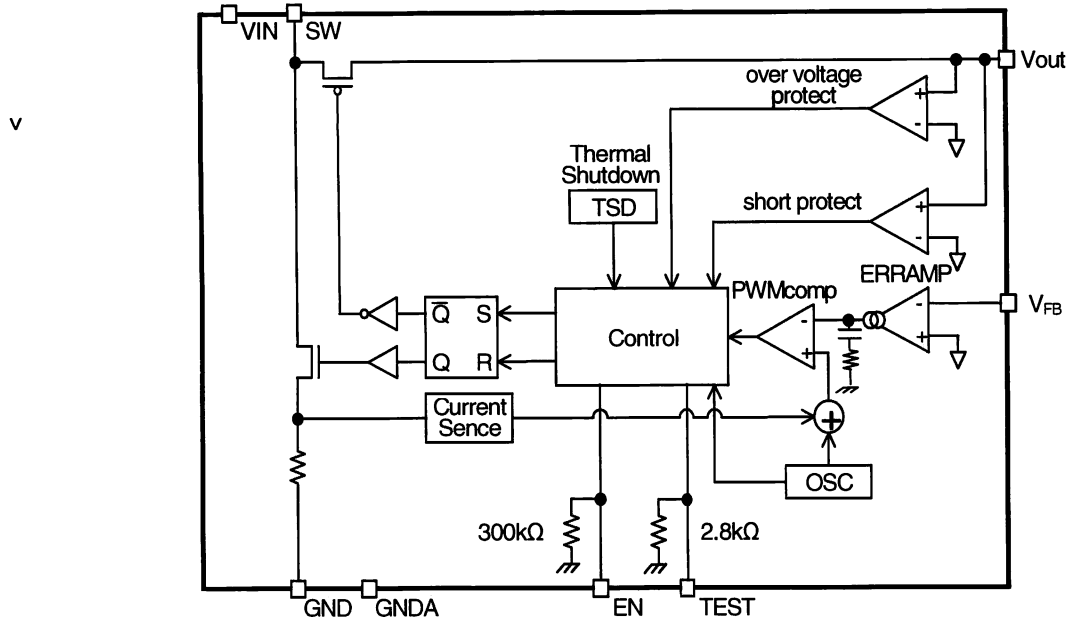 VIN
SW
Vout
over voltage
protect
+
-
Thermal
Shutdown
TSD
short protect
+
-
ERRAMP
PWMcomp
VFB
v
Q̅ S
Control
-
+
-
+
Q R
Current
Sence
+
OSC
300kΩ
2.8kΩ
GND
GNDA
EN
TEST